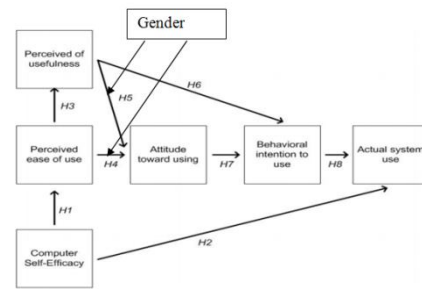 Gender
Perceived of
usefulness
H6
H5
H3
Perceived
ease of use
H4
Attitude
toward using
H7
Behavioral
intention to
use
H8
Actual system
use
H1
H2
Computer
Self-Efficacy